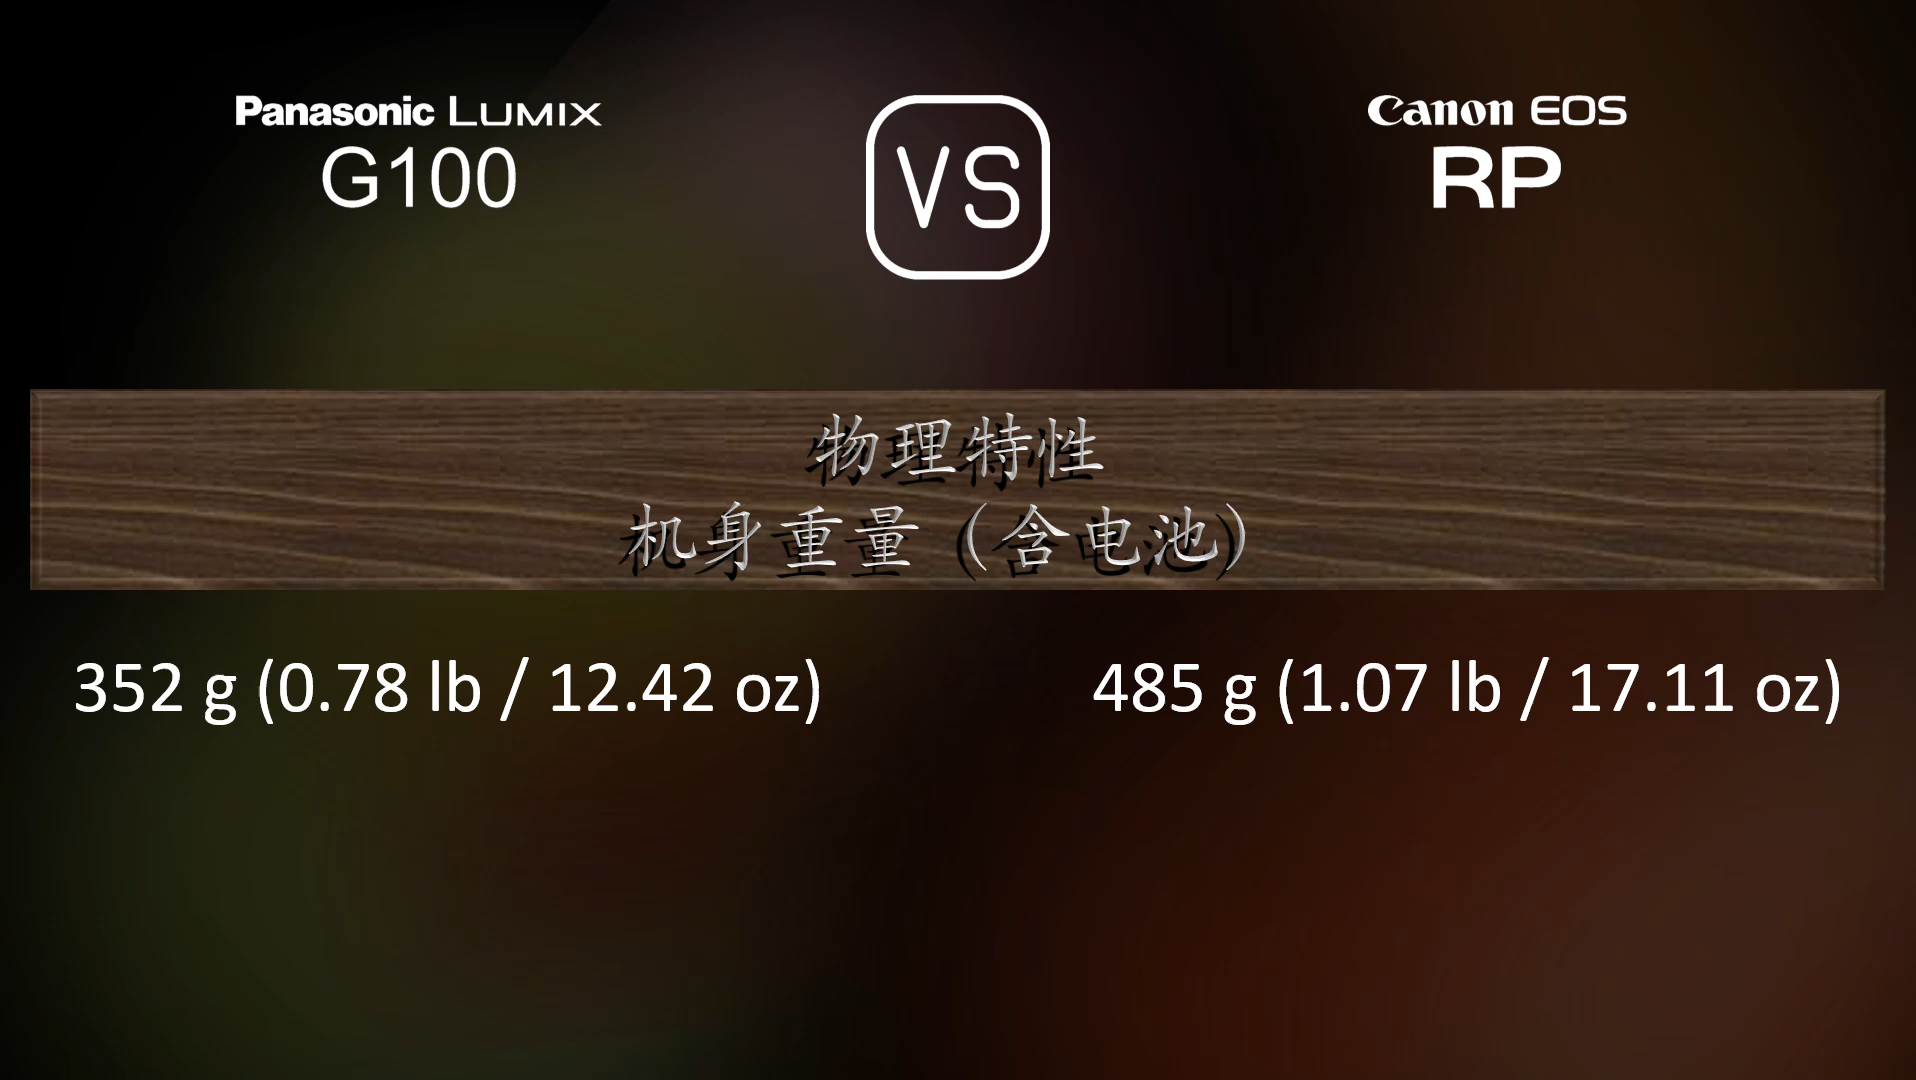 Panasonic LUMIX
G100
VS
Canon EOS
RP
物理特性
机身重量（含电池）
352 g (0.78 lb / 12.42 oz)
485 g (1.07 lb / 17.11 oz)